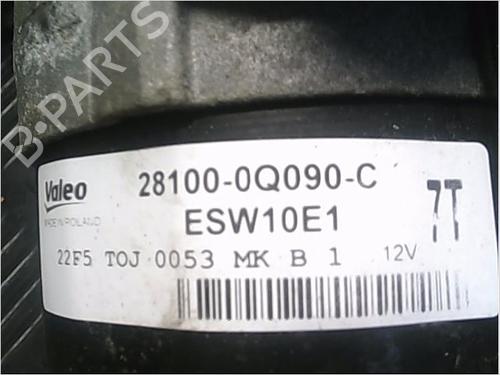 B-PARTS
Valeo
MADE IN POLAND
28100-0Q090-C
ESW10E1
7T
22F5 TOJ 0053 MK B 1 12V